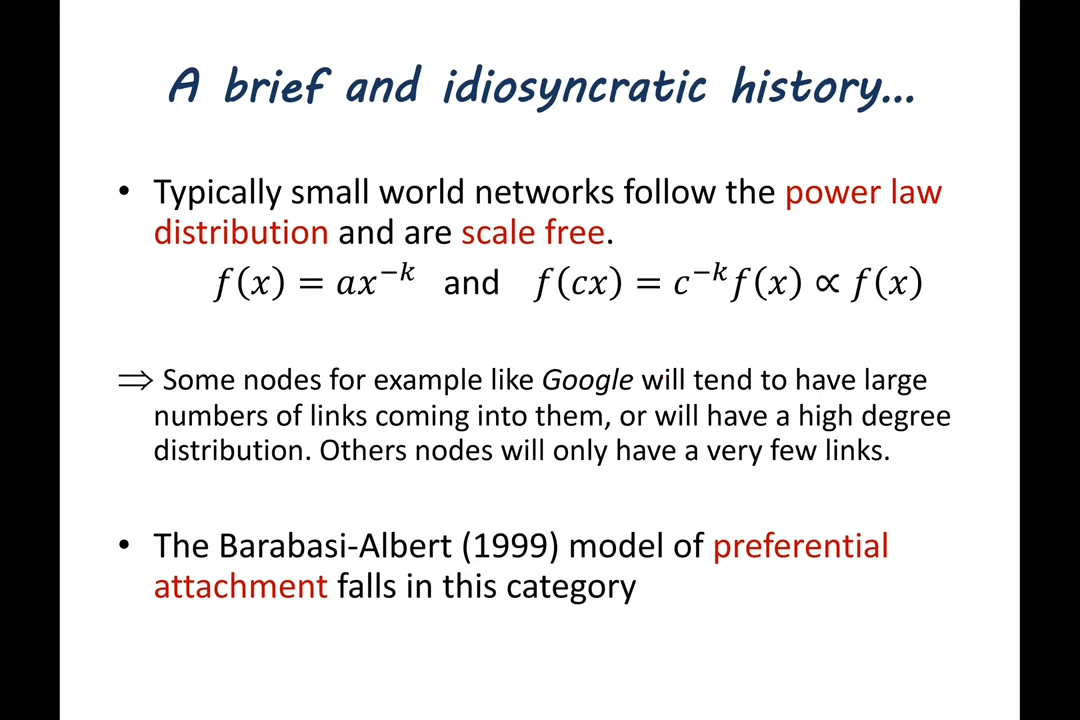 A brief and idiosyncratic history...
• Typically small world networks follow the power law
distribution and are scale free.
f(x) = ax^{-k} and f(cx) = c^{-k}f(x) ∝ f(x)
⟹ Some nodes for example like Google will tend to have large
numbers of links coming into them, or will have a high degree
distribution. Others nodes will only have a very few links.
• The Barabasi-Albert (1999) model of preferential
attachment falls in this category